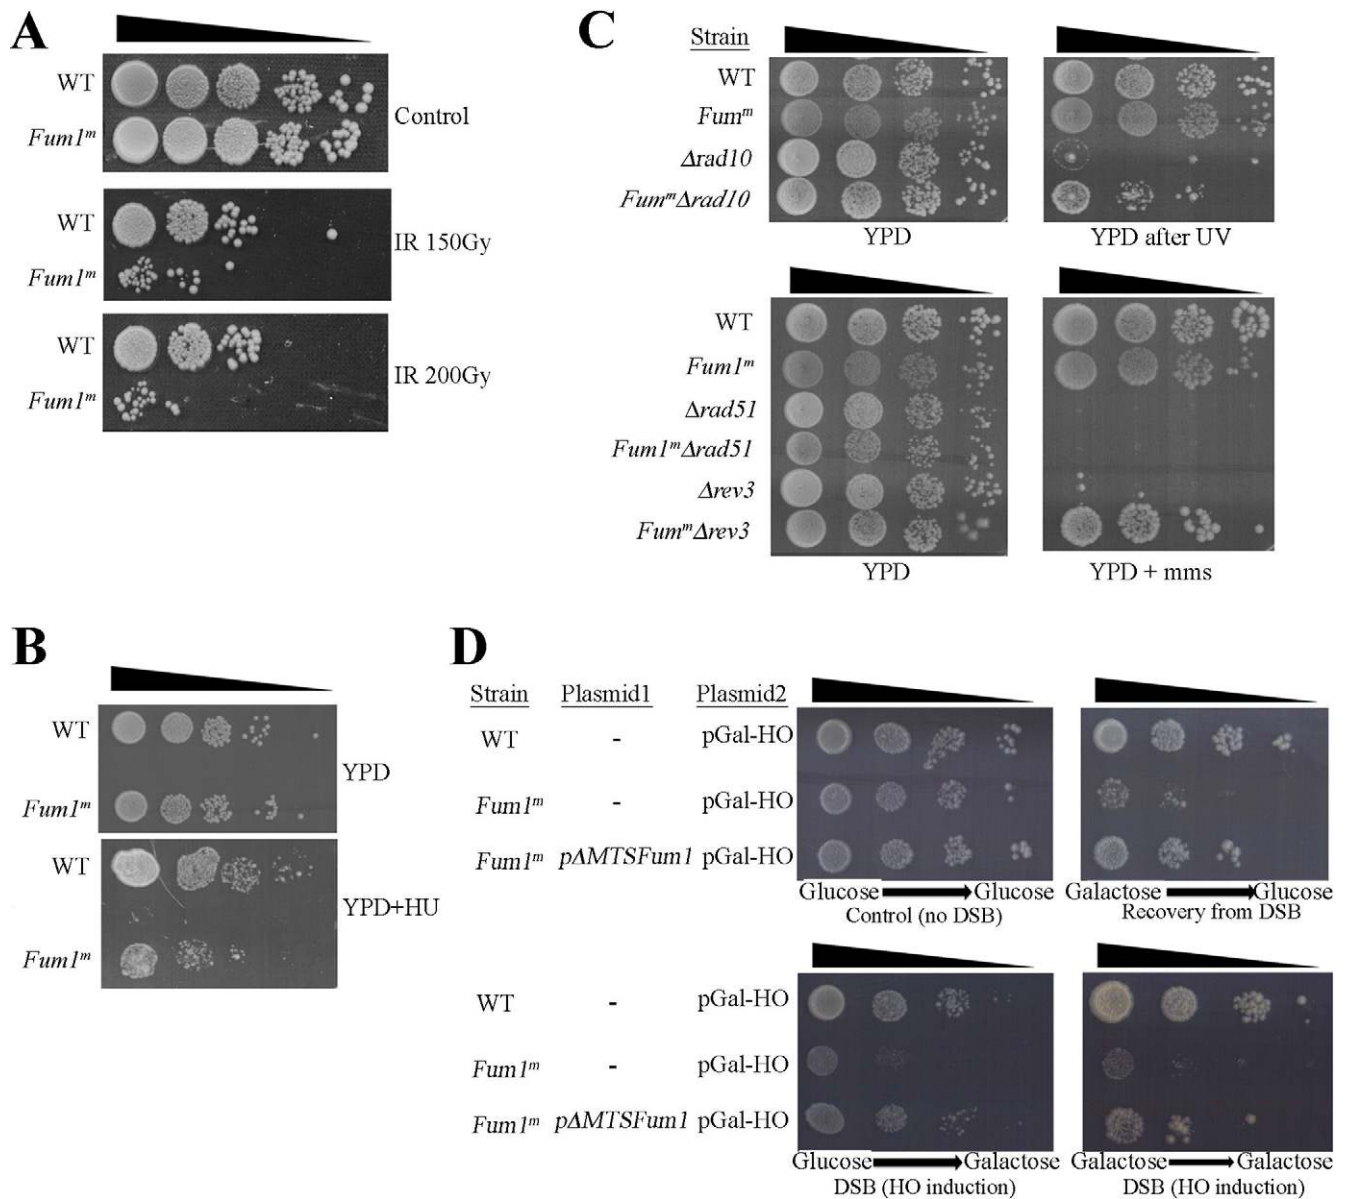 A
WT
Fum1ᵐ
Control
WT
Fum1ᵐ
IR 150Gy
WT
Fum1ᵐ
IR 200Gy
B
WT
Fum1ᵐ
YPD
WT
Fum1ᵐ
YPD+HU
C
Strain
WT
Fumᵐ
Δrad10
FumᵐΔrad10
YPD
YPD after UV
WT
Fum1ᵐ
Δrad51
Fum1ᵐΔrad51
Δrev3
FumᵐΔrev3
YPD
YPD + mms
D
Strain Plasmid1 Plasmid2
WT - pGal-HO
Fum1ᵐ - pGal-HO
Fum1ᵐ pΔMTSFum1 pGal-HO
Glucose Glucose
Control (no DSB)
Galactose Glucose
Recovery from DSB
WT - pGal-HO
Fum1ᵐ - pGal-HO
Fum1ᵐ pΔMTSFum1 pGal-HO
Glucose Galactose
DSB (HO induction)
Galactose Galactose
DSB (HO induction)